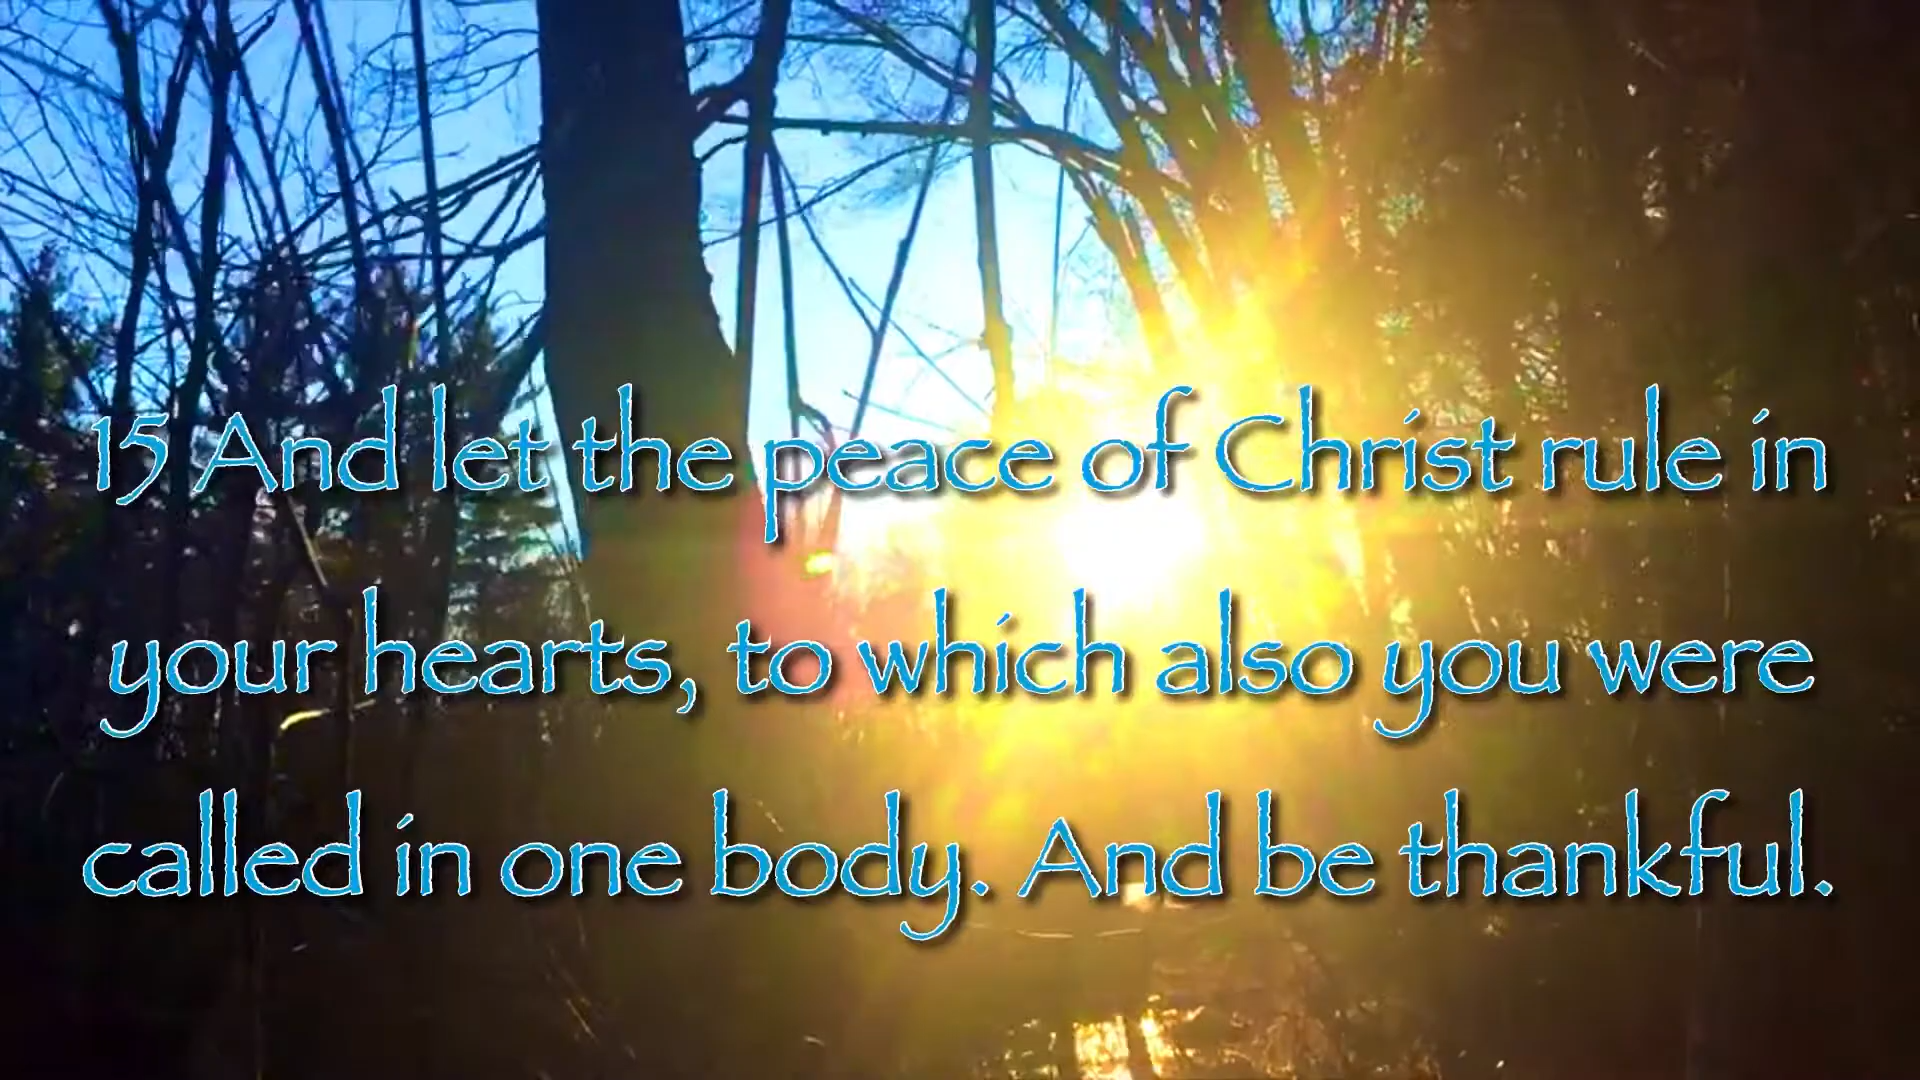 15 And let the peace of Christ rule in
your hearts, to which also you were
called in one body. And be thankful.